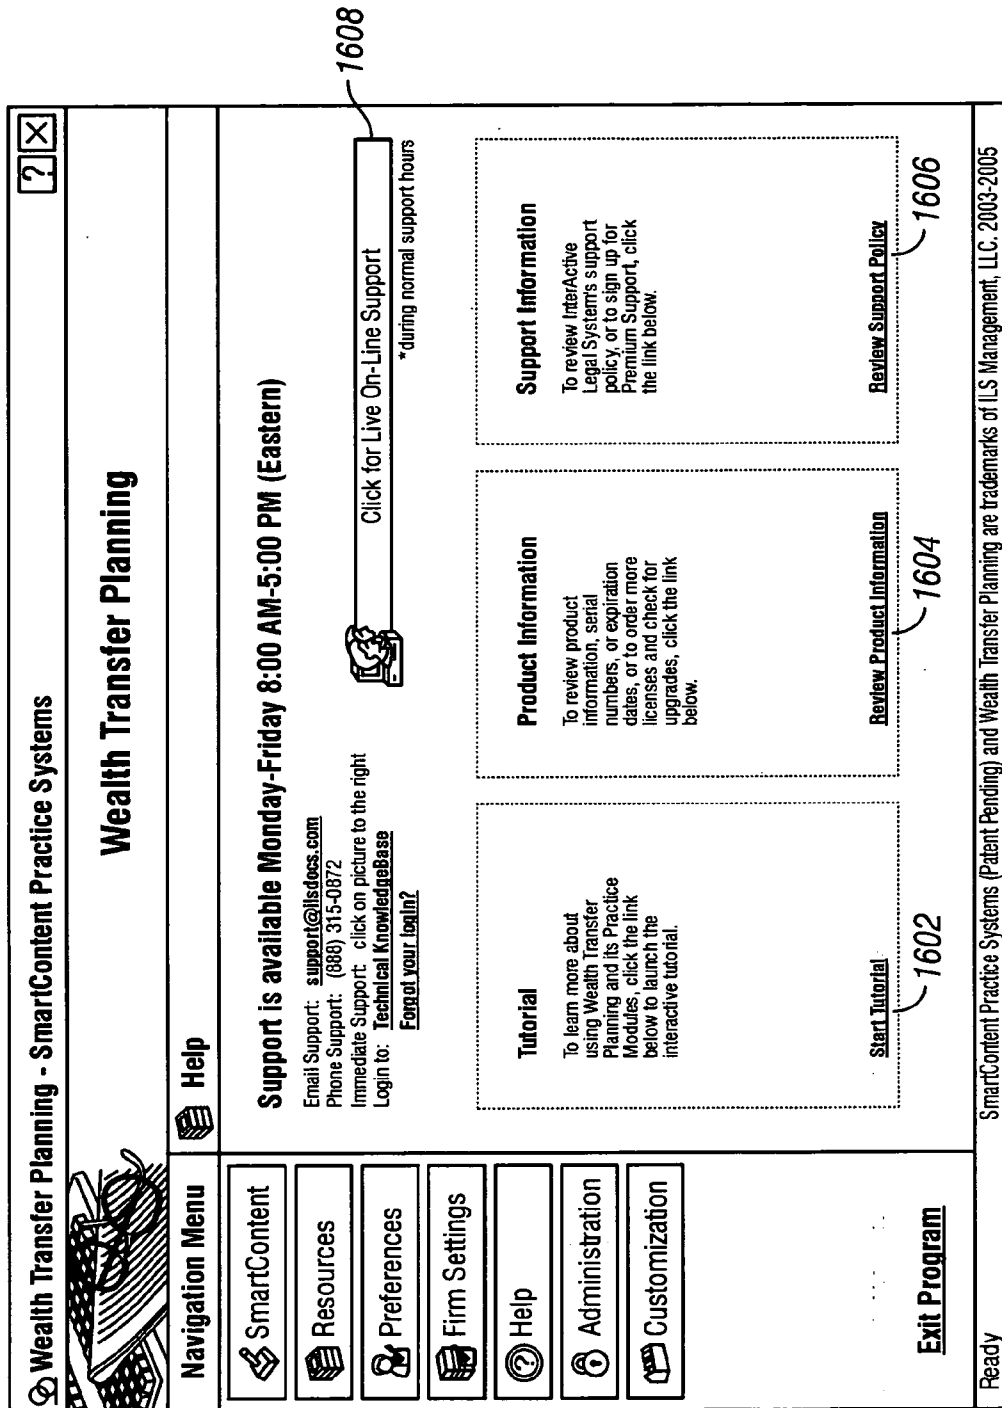 Wealth Transfer Planning - SmartContent Practice Systems
? X
Wealth Transfer Planning
Navigation Menu
Help
SmartContent
Resources
Preferences
Firm Settings
Help
Administration
Customization
Exit Program
Support is available Monday-Friday 8:00 AM-5:00 PM (Eastern)
Email Support: support@ilsdocs.com
Phone Support: (888) 315-0872
Immediate Support: click on picture to the right
Login to: Technical KnowledgeBase
Forgot your login?
Click for Live On-Line Support
*during normal support hours
1608
Tutorial
To learn more about
using Wealth Transfer
Planning and its Practice
Modules, click the link
below to launch the
interactive tutorial.
Start Tutorial
1602
Product Information
To review product
information, serial
numbers, or expiration
dates, or to order more
licenses and check for
upgrades, click the link
below.
Review Product Information
1604
Support Information
To review InterActive
Legal System's support
policy, or to sign up for
Premium Support, click
the link below.
Review Support Policy
1606
Ready
SmartContent Practice Systems (Patent Pending) and Wealth Transfer Planning are trademarks of ILS Management, LLC. 2003-2005